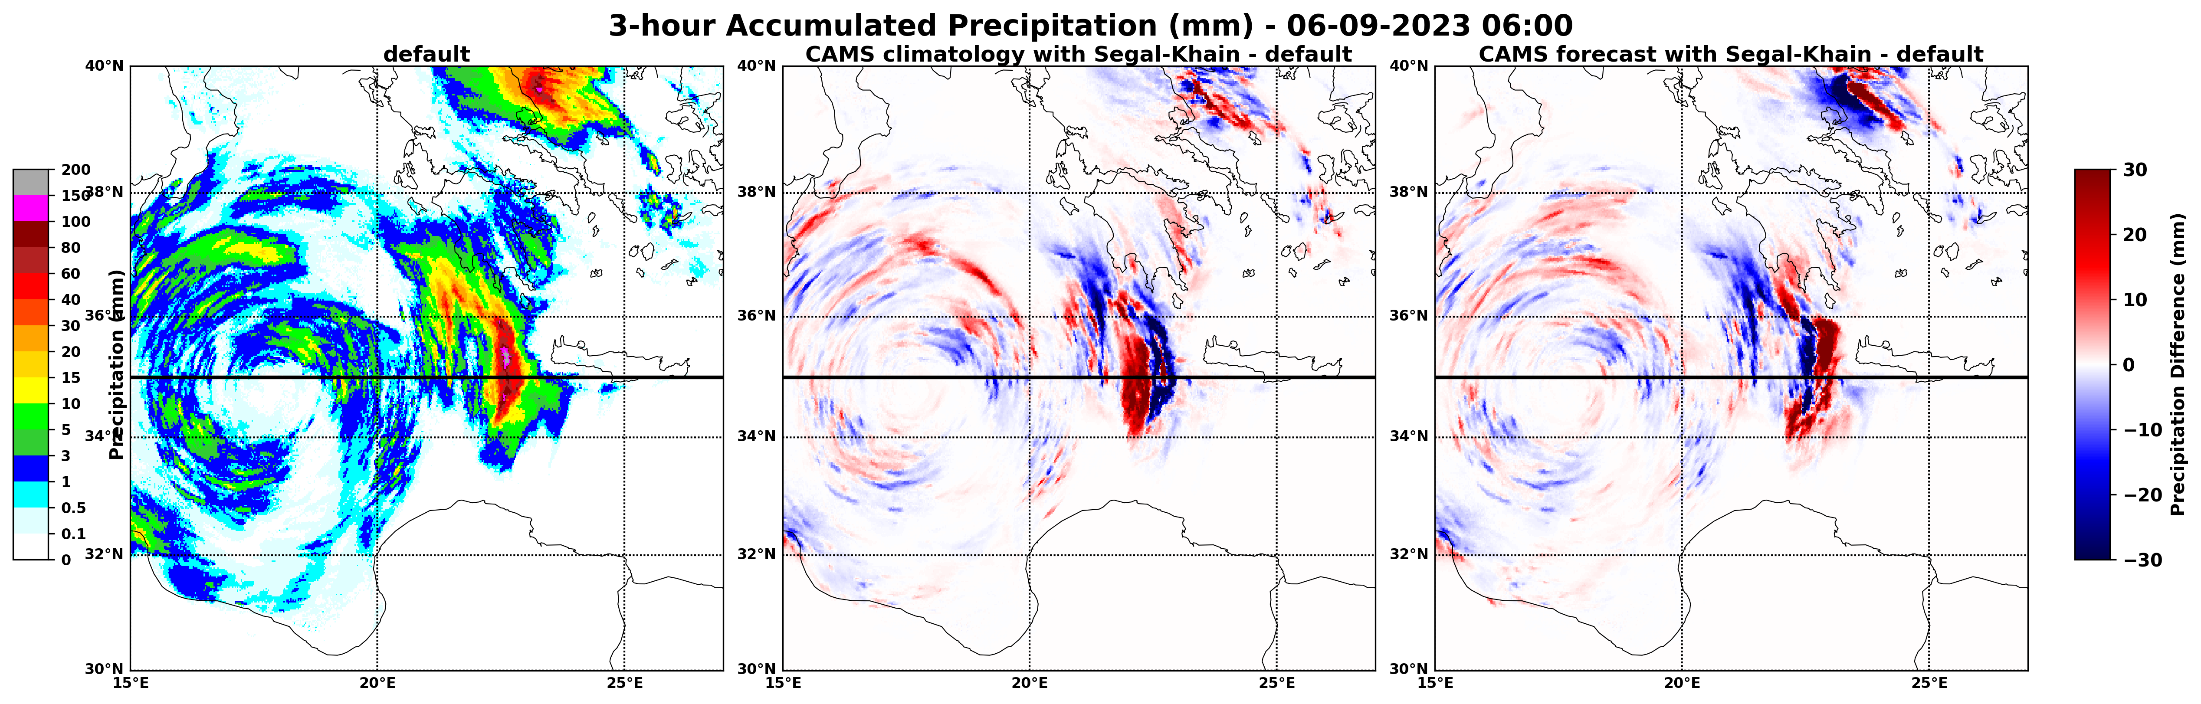 3-hour Accumulated Precipitation (mm) - 06-09-2023 06:00
default
CAMS climatology with Segal-Khain - default
CAMS forecast with Segal-Khain - default
200
150
100
80
60
40
30
20
15
10
5
3
1
0.5
0.1
0
Precipitation (mm)
40°N
38°N
36°N
34°N
32°N
30°N
15°E
20°E
25°E
40°N
38°N
36°N
34°N
32°N
30°N
15°E
20°E
25°E
40°N
38°N
36°N
34°N
32°N
30°N
15°E
20°E
25°E
30
20
10
0
−10
−20
−30
Precipitation Difference (mm)